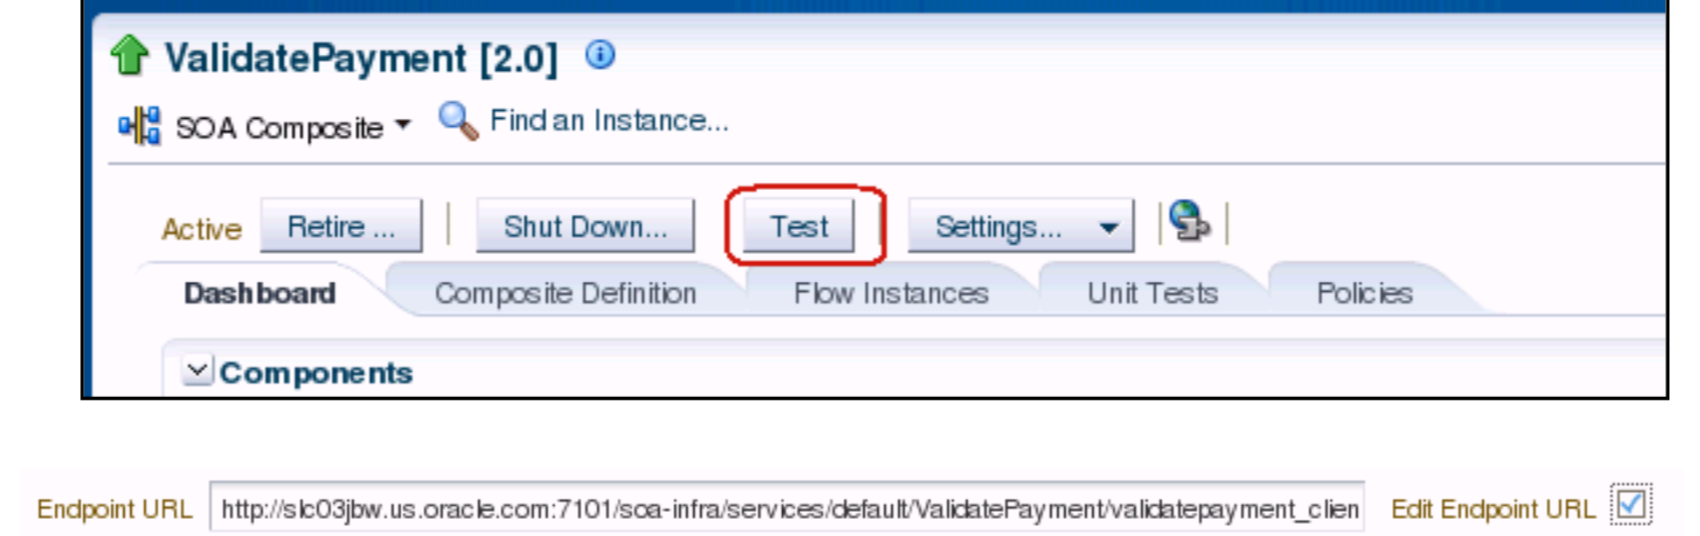 ValidatePayment [2.0]
SOA Composite Find an Instance...
Active Retire ... Shut Down... Test Settings...
Dashboard Composite Definition Flow Instances Unit Tests Policies
Components
Endpoint URL http://slc03jbw.us.oracle.com:7101/soa-infra/services/default/ValidatePayment/validatepayment_clien Edit Endpoint URL